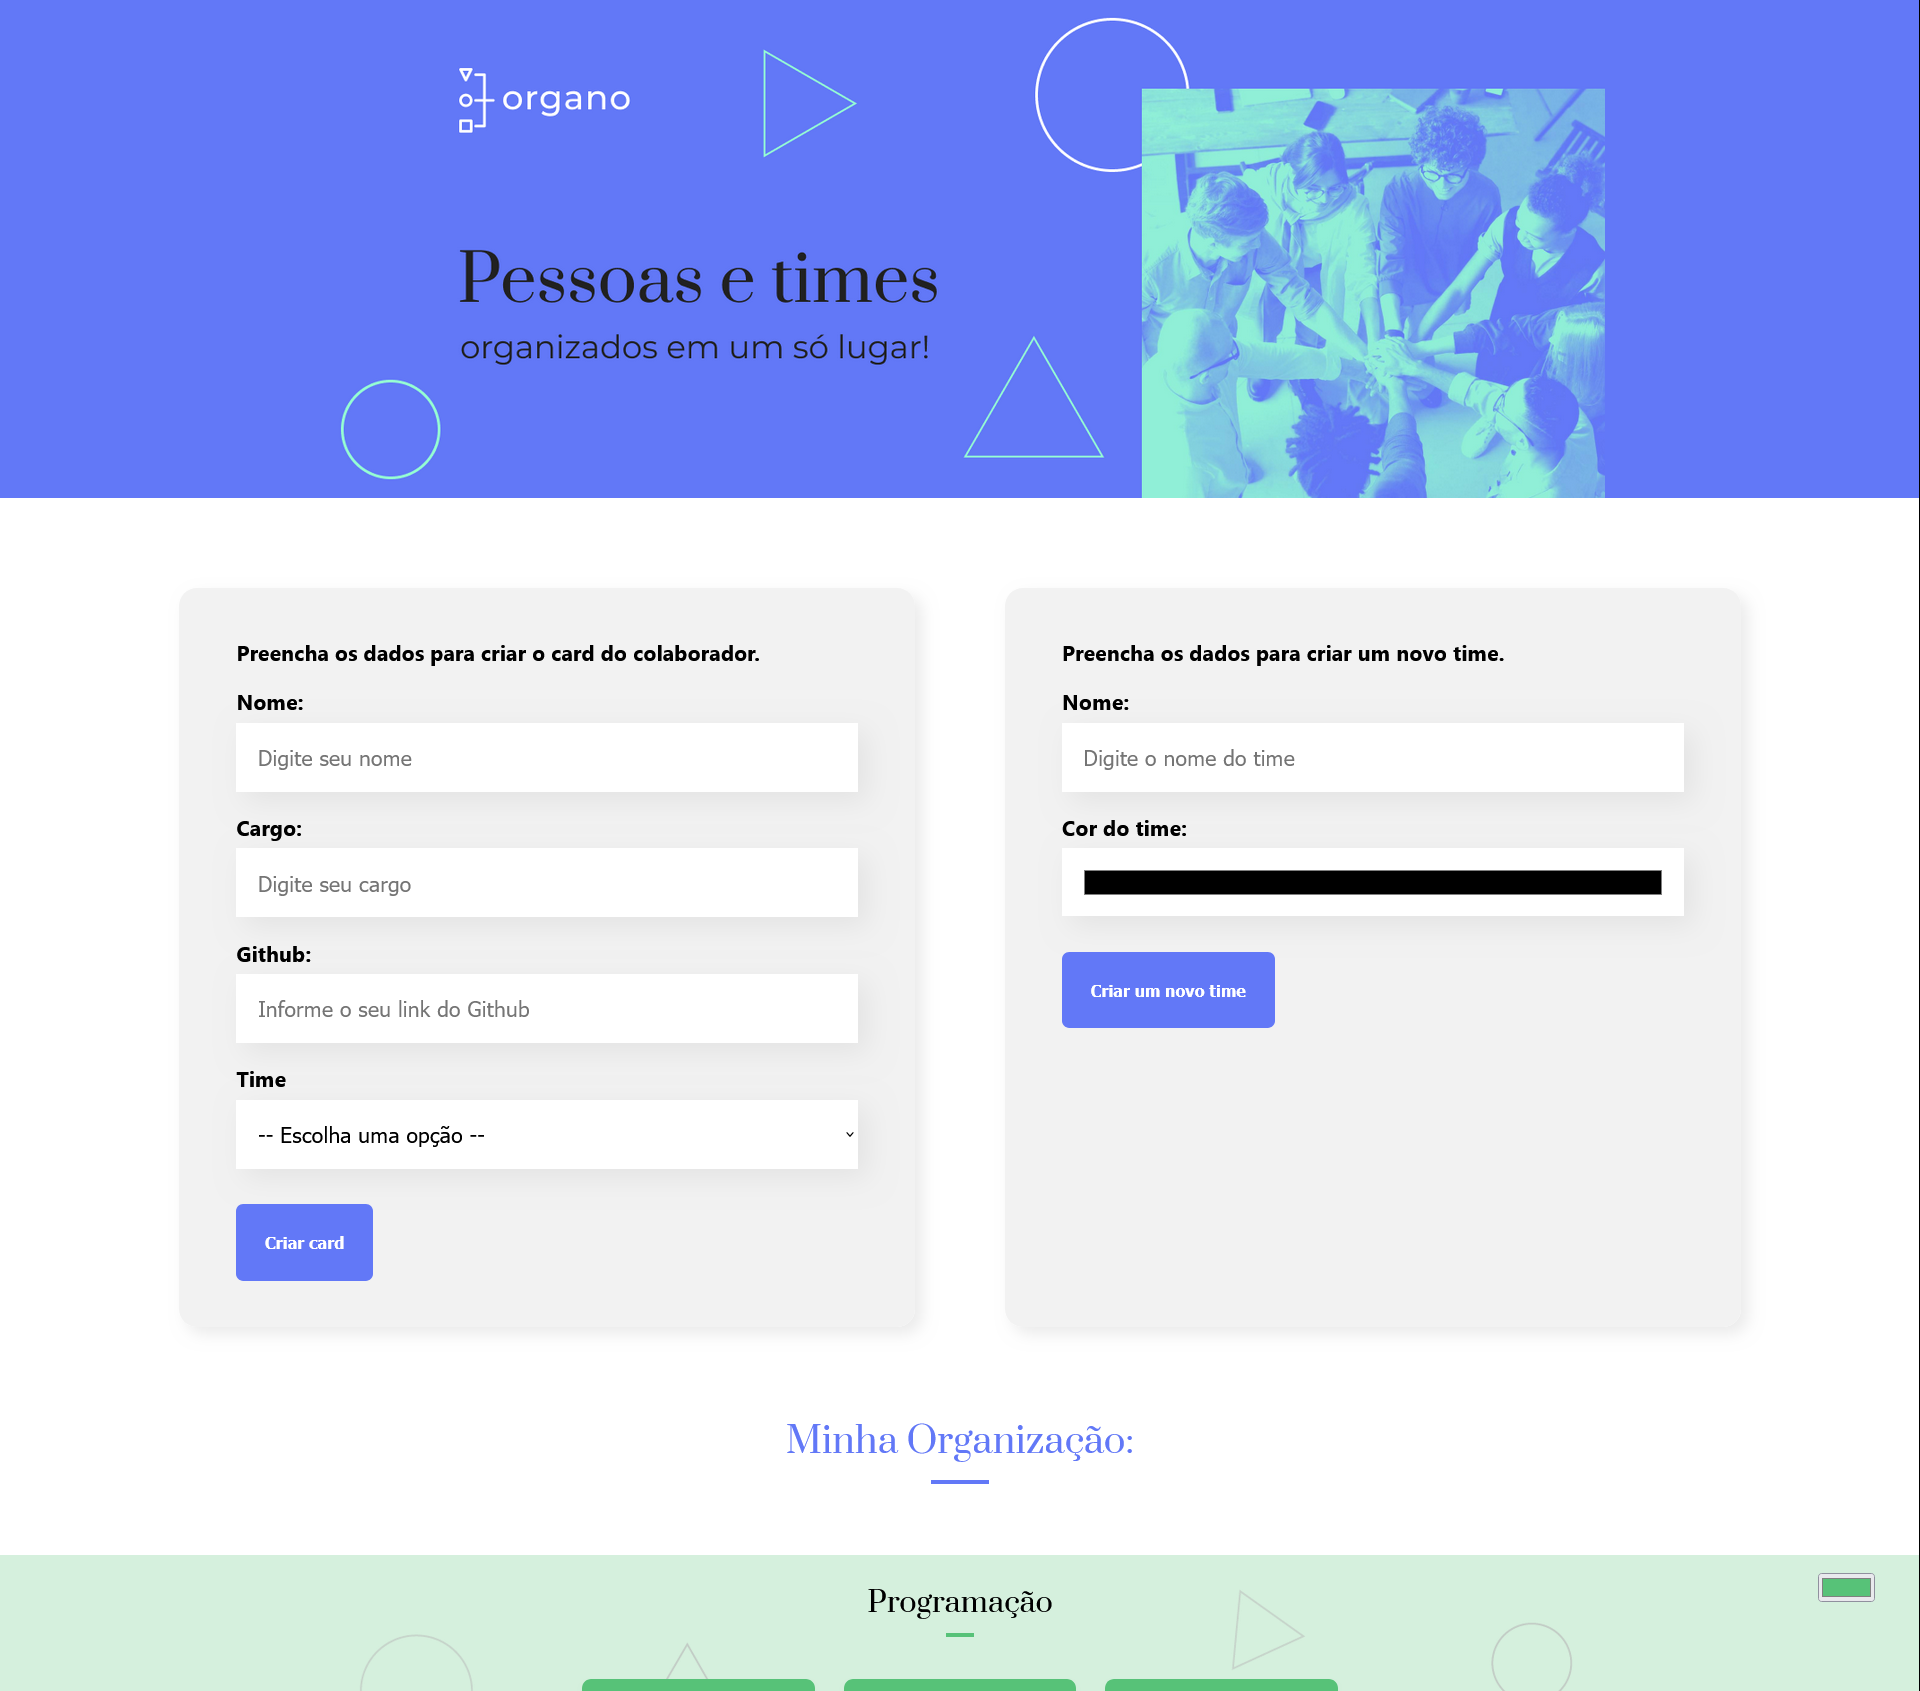 organo
Pessoas e times
organizados em um só lugar!
Preencha os dados para criar o card do colaborador.
Nome:
Digite seu nome
Cargo:
Digite seu cargo
Github:
Informe o seu link do Github
Time
-- Escolha uma opção --
Criar card
Preencha os dados para criar um novo time.
Nome:
Digite o nome do time
Cor do time:
Criar um novo time
Minha Organização:
Programação